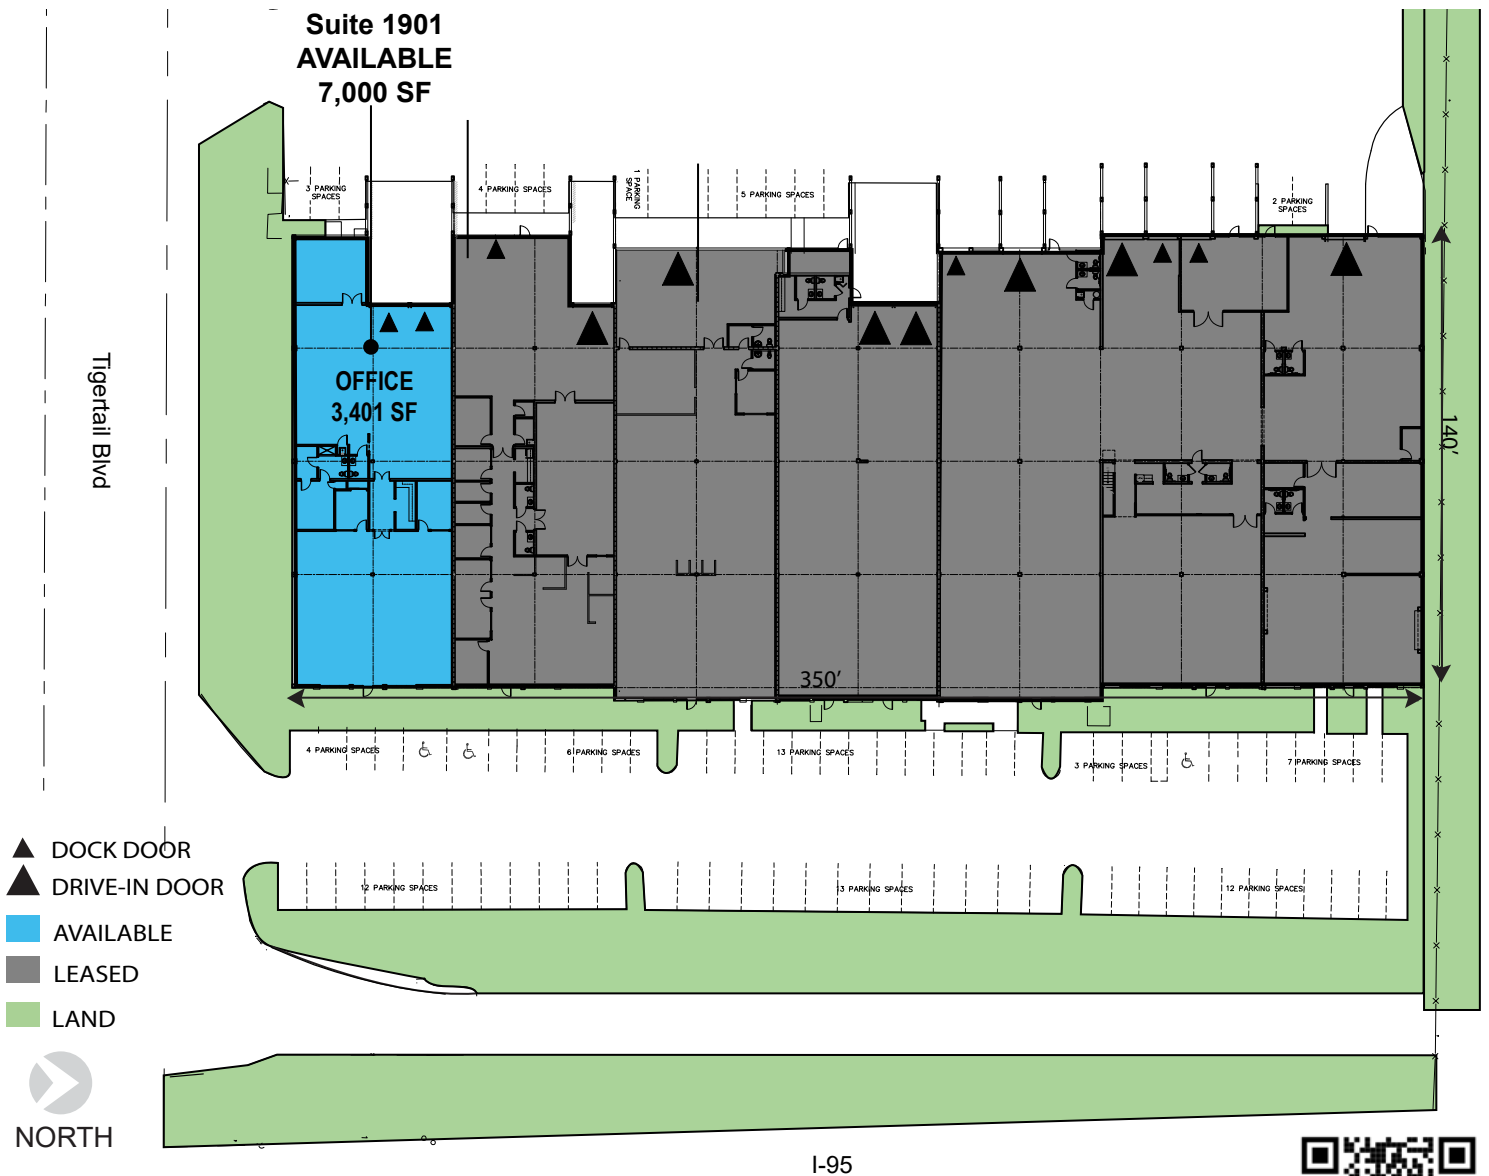 Suite 1901
AVAILABLE
7,000 SF
3 PARKING
SPACES
4 PARKING SPACES
1 PARKING
SPACE
5 PARKING SPACES
2 PARKING
SPACES
OFFICE
3,401 SF
Tigertail Blvd
140'
350'
4 PARKING SPACES
6 PARKING SPACES
13 PARKING SPACES
3 PARKING SPACES
7 PARKING SPACES
DOCK DOOR
DRIVE-IN DOOR
12 PARKING SPACES
13 PARKING SPACES
12 PARKING SPACES
AVAILABLE
LEASED
LAND
NORTH
I-95